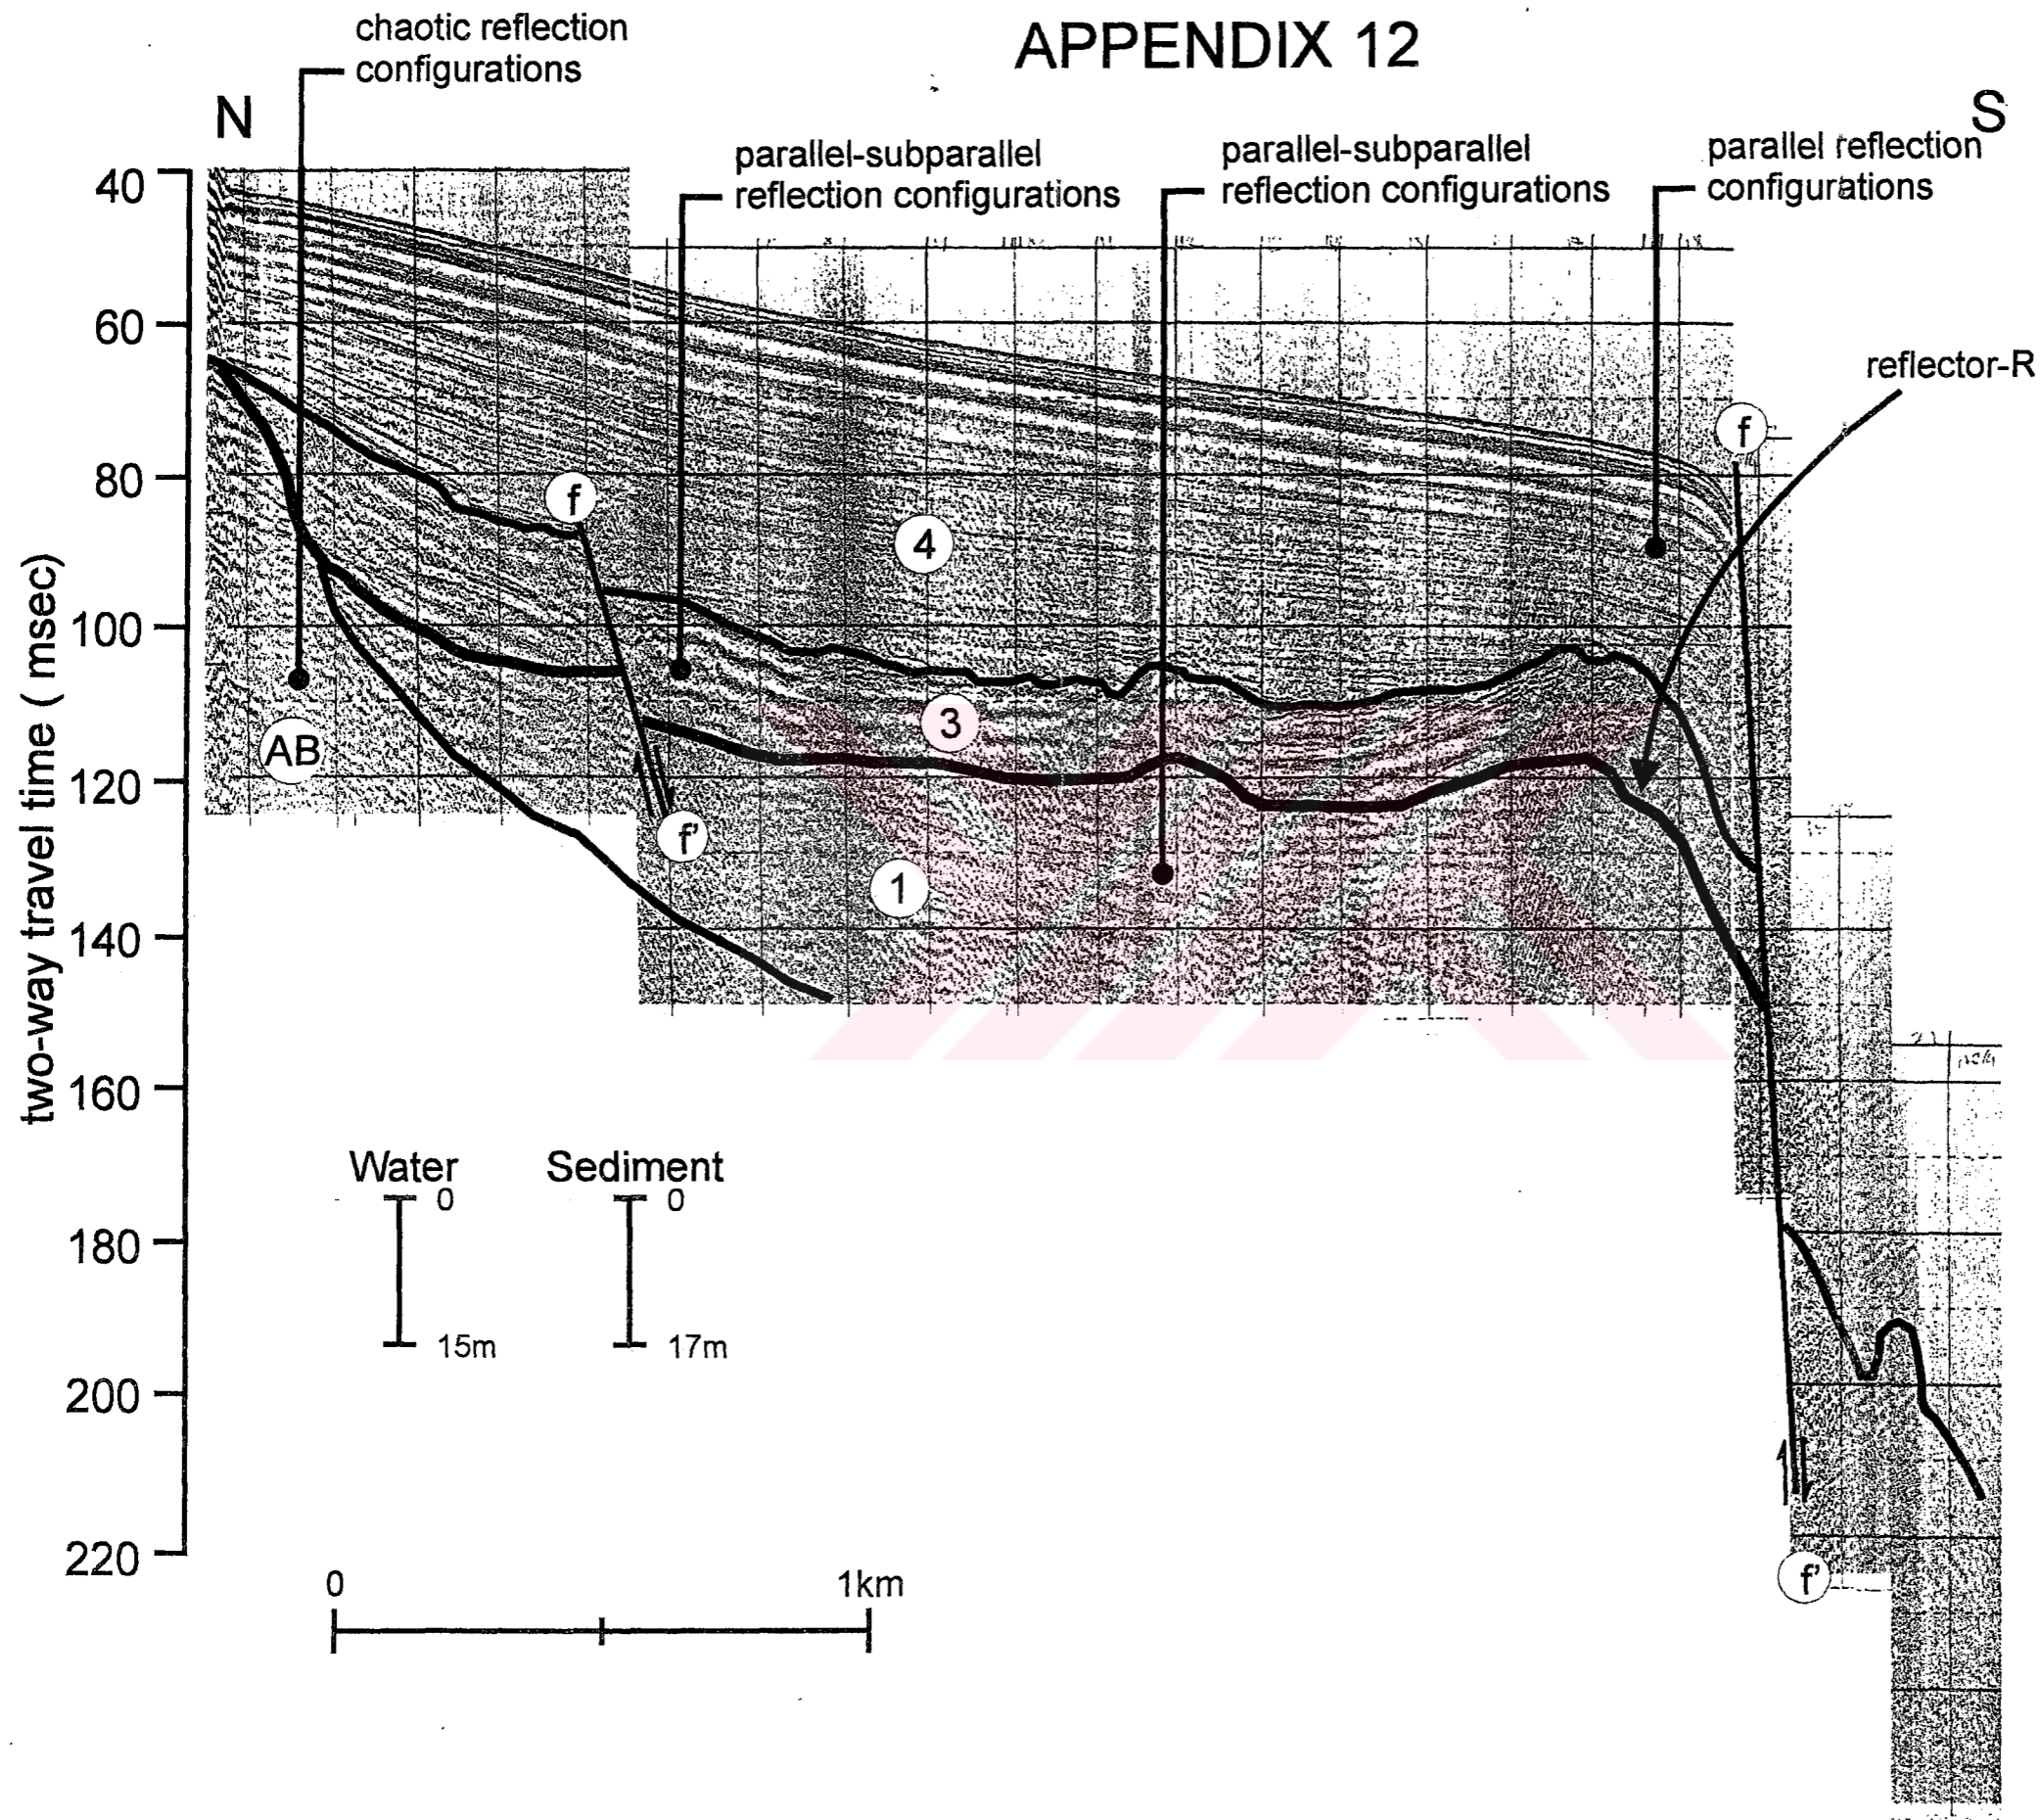 APPENDIX 12
chaotic reflection
configurations
N
S
parallel-subparallel
reflection configurations
parallel-subparallel
reflection configurations
parallel reflection
configurations
reflector-R
two-way travel time ( msec)
40
60
80
100
120
140
160
180
200
220
f
f
4
3
AB
f'
1
Water
0
15m
Sediment
0
17m
f'
0
1km